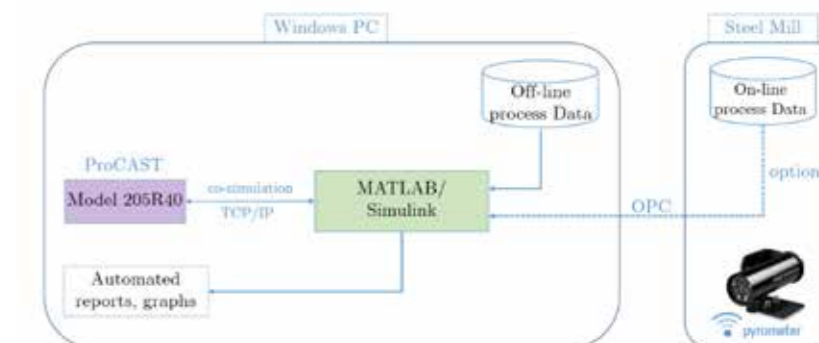 Windows PC
Steel Mill
Off-line
process Data
On-line
process Data
ProCAST
Model 205R40
co-simulation
TCP/IP
MATLAB/
Simulink
option
OPC
Automated
reports, graphs
pyrometer